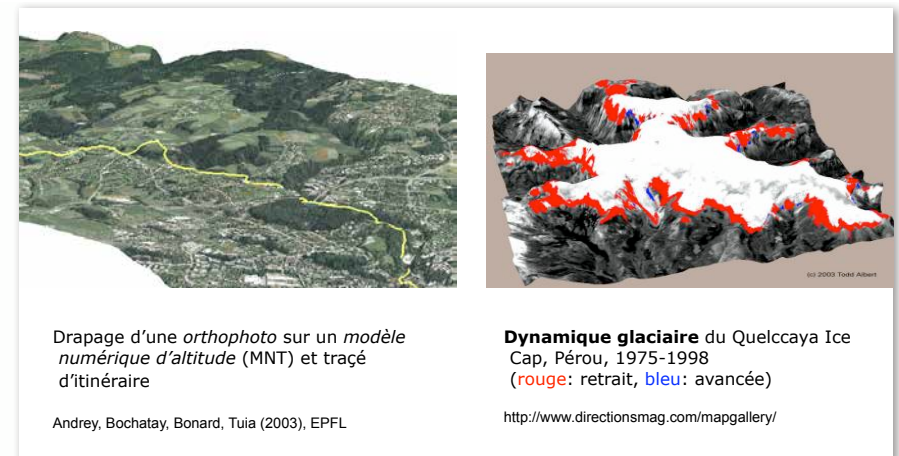 (c) 2003 Todd Albert
Drapage d'une orthophoto sur un modèle
numérique d'altitude (MNT) et traçé
d'itinéraire
Andrey, Bochatay, Bonard, Tuia (2003), EPFL
Dynamique glaciaire du Quelccaya Ice
Cap, Pérou, 1975-1998
(rouge: retrait, bleu: avancée)
http://www.directionsmag.com/mapgallery/